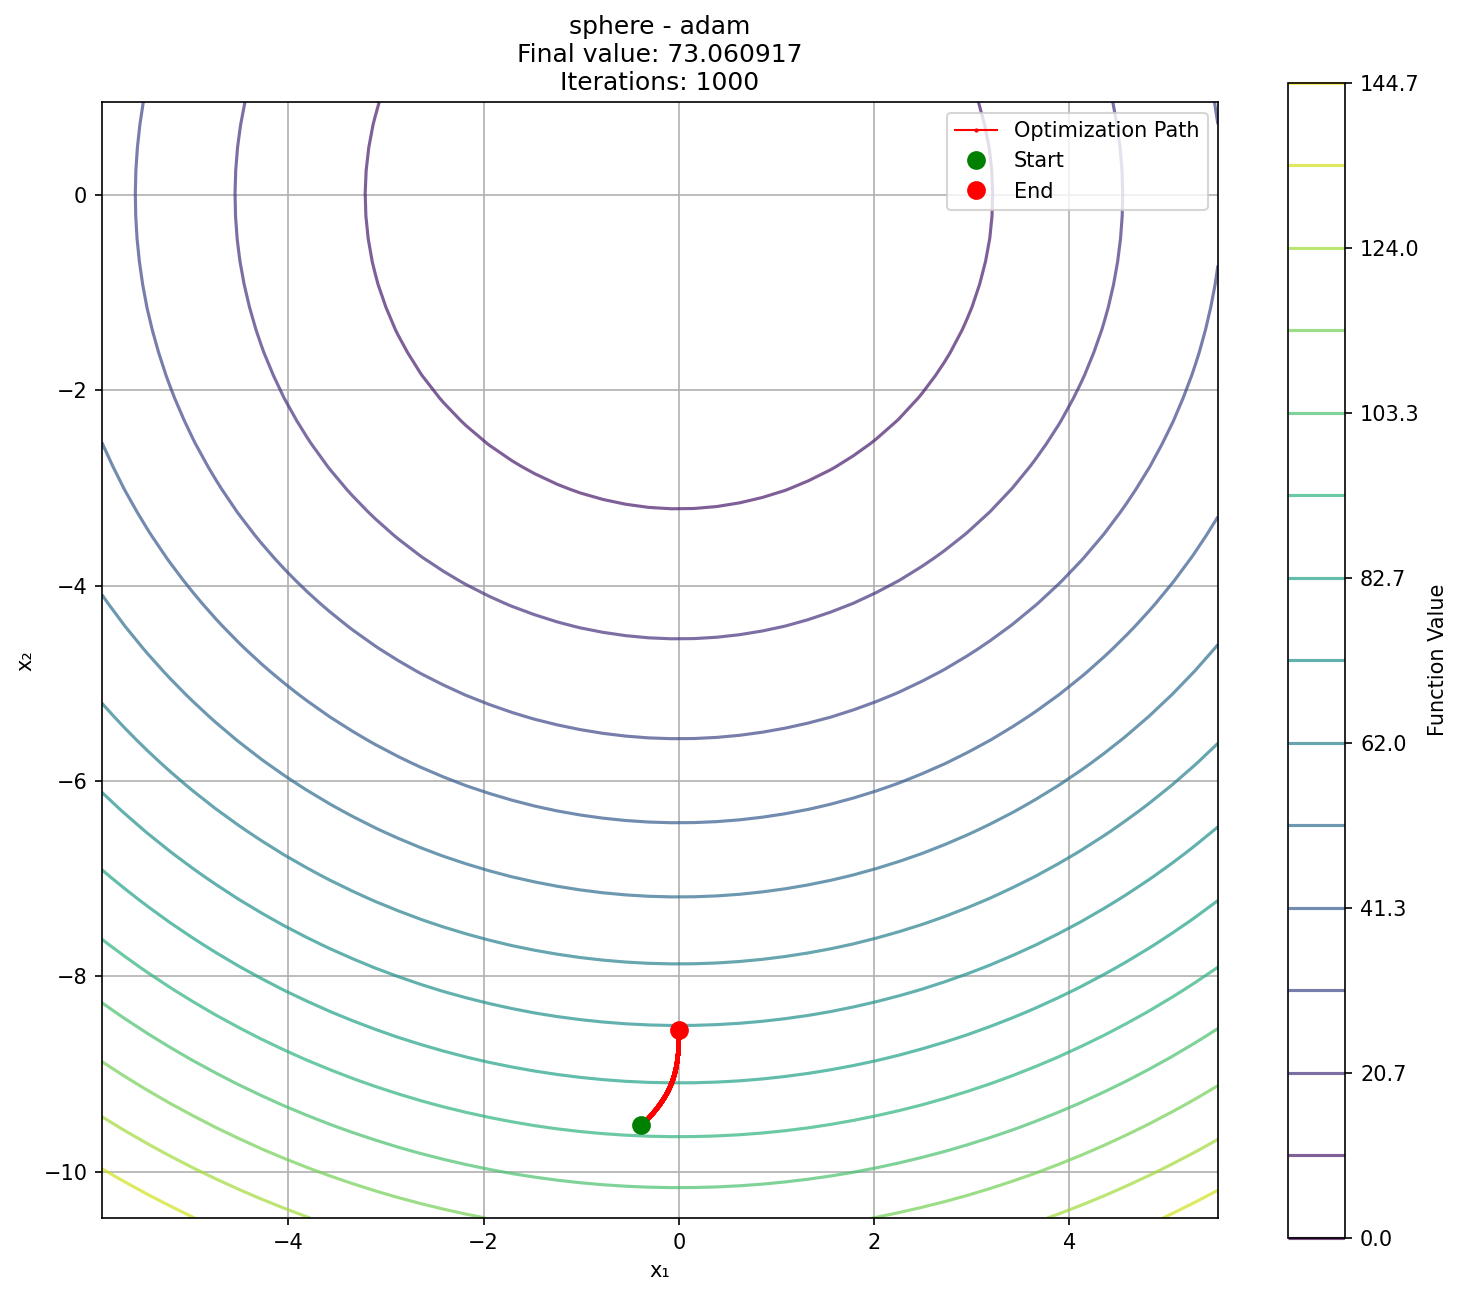 sphere - adam
Final value: 73.060917
Iterations: 1000
Optimization Path
Start
End
0
−2
−4
−6
−8
−10
x₂
−4
−2
0
2
4
x₁
144.7
124.0
103.3
82.7
62.0
41.3
20.7
0.0
Function Value